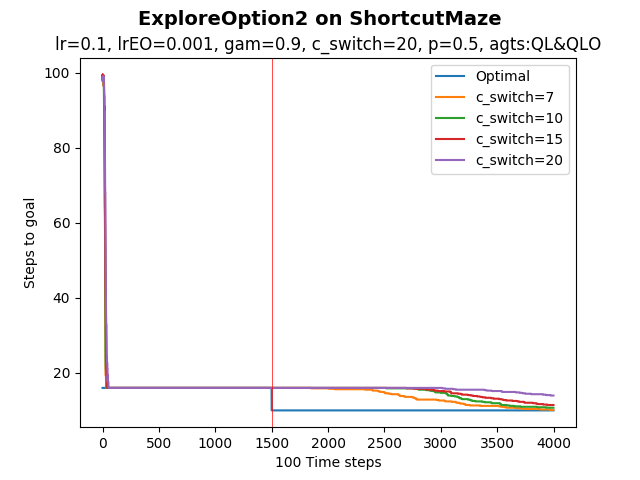 ExploreOption2 on ShortcutMaze
lr=0.1, lrEO=0.001, gam=0.9, c_switch=20, p=0.5, agts:QL&QLO
100
80
60
40
20
Steps to goal
Optimal
c_switch=7
c_switch=10
c_switch=15
c_switch=20
0 500 1000 1500 2000 2500 3000 3500 4000
100 Time steps